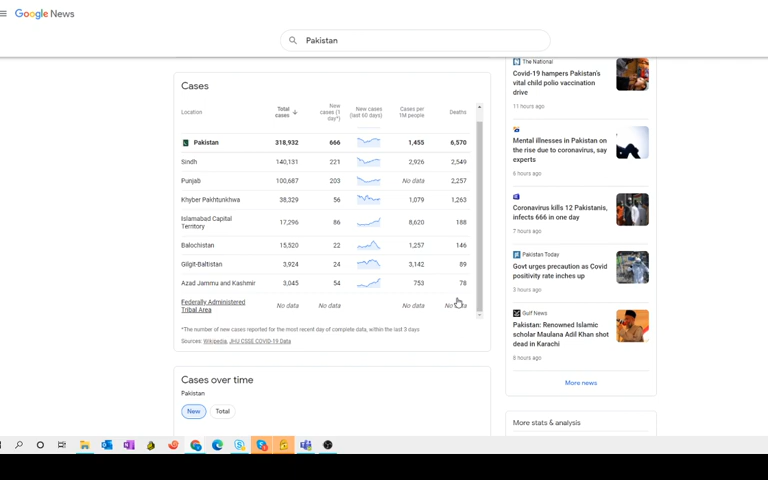 Google News
Pakistan
Cases
Location
Total cases
New cases (1 day*)
New cases (last 60 days)
Cases per 1M people
Deaths
Pakistan 318,932 666 1,455 6,570
Sindh 140,131 221 2,926 2,549
Punjab 100,687 203 No data 2,257
Khyber Pakhtunkhwa 38,329 56 1,079 1,263
Islamabad Capital Territory 17,296 86 8,620 188
Balochistan 15,520 22 1,257 146
Gilgit-Baltistan 3,924 24 3,142 89
Azad Jammu and Kashmir 3,045 54 753 78
Federally Administered Tribal Area No data No data No data
*The number of new cases reported for the most recent day of complete data, within the last 3 days
Sources: Wikipedia, JHU CSSE COVID-19 Data
Cases over time
Pakistan
New Total
The National
Covid-19 hampers Pakistan's
vital child polio vaccination
drive
11 hours ago
Mental illnesses in Pakistan on
the rise due to coronavirus, say
experts
6 hours ago
Coronavirus kills 12 Pakistanis,
infects 666 in one day
7 hours ago
Pakistan Today
Govt urges precaution as Covid
positivity rate inches up
3 hours ago
Gulf News
Pakistan: Renowned Islamic
scholar Maulana Adil Khan shot
dead in Karachi
8 hours ago
More news
More stats & analysis